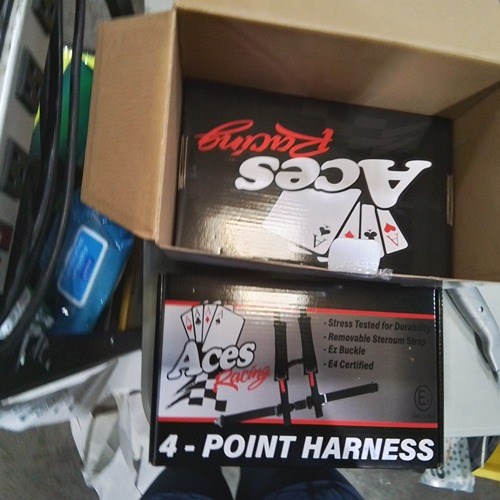 Aces
Racing
Aces
Racing
- Stress Tested for Durability
- Removable Sternum Strap
- Ez Buckle
- E4 Certified
E
4 - POINT HARNESS